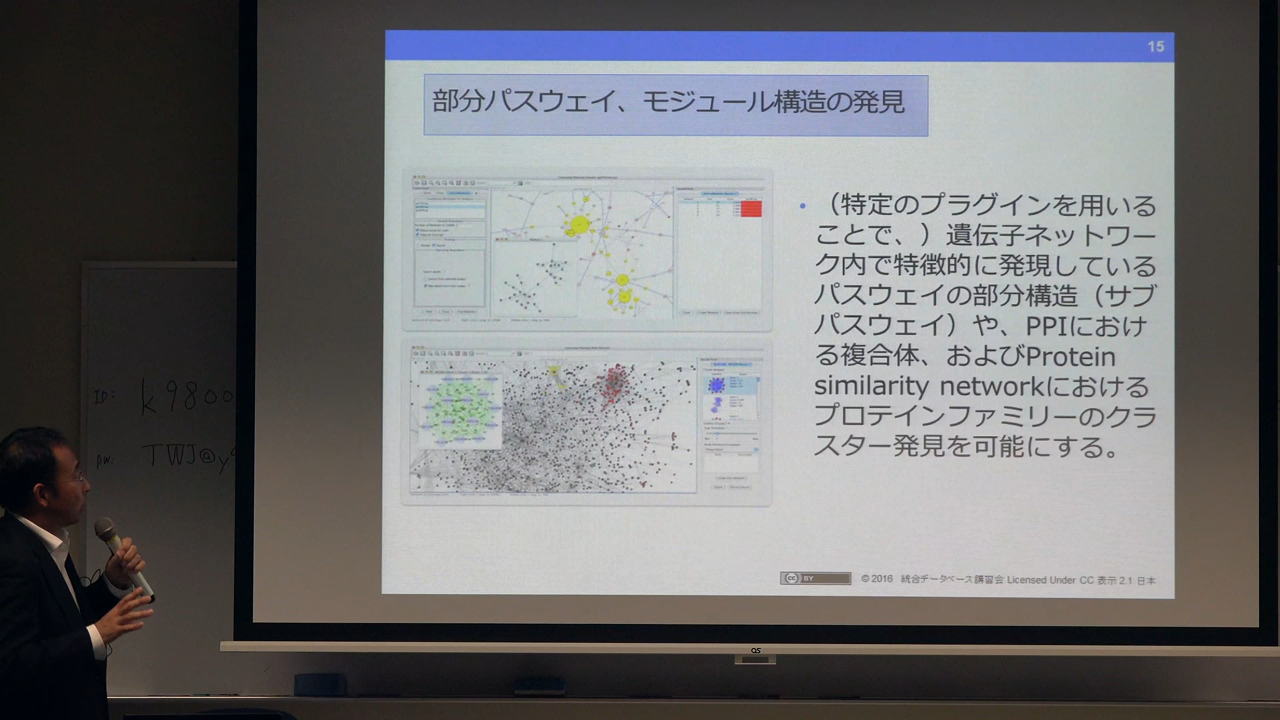 15
部分パスウェイ、モジュール構造の発見
• （特定のプラグインを用いる
ことで、）遺伝子ネットワー
ク内で特徴的に発現している
パスウェイの部分構造（サブ
パスウェイ）や、PPIにおけ
る複合体、およびProtein
similarity networkにおける
プロテインファミリーのクラ
スター発見を可能にする。
cc BY
© 2016 統合データベース講習会 Licensed Under CC 表示 2.1 日本
ID: k9800
pw: TWJ@y
OS